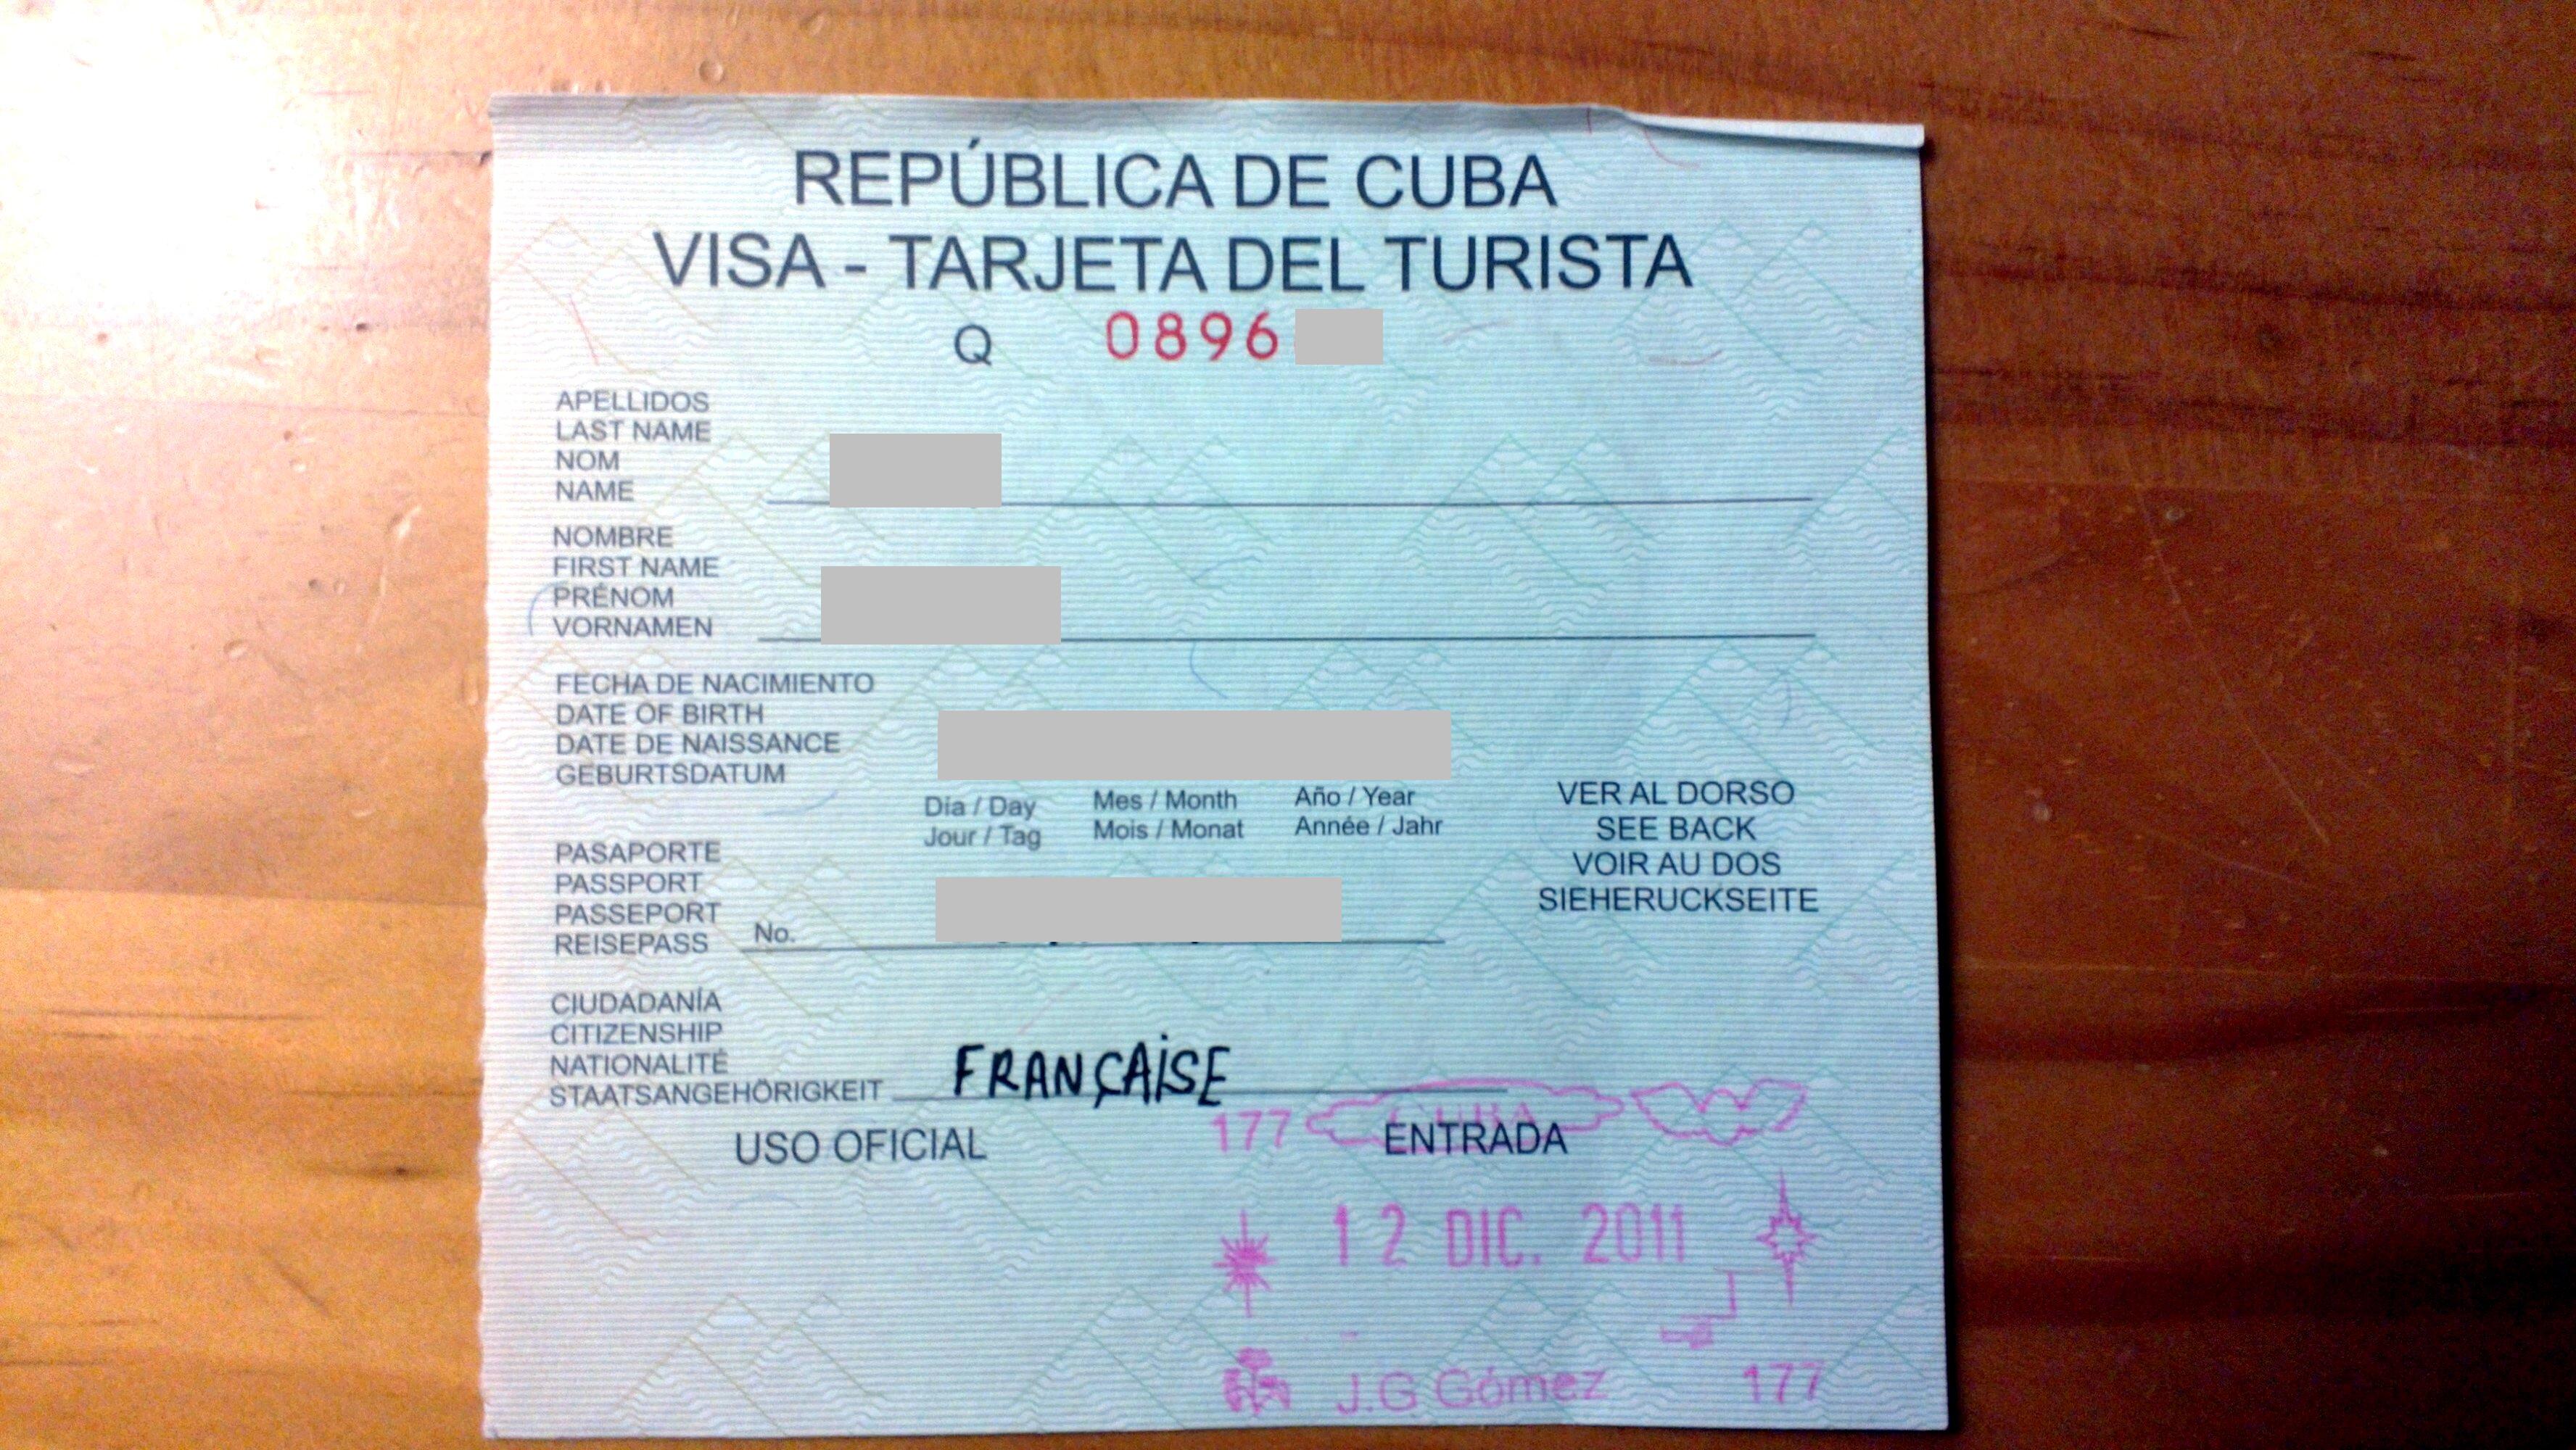 REPÚBLICA DE CUBA
VISA - TARJETA DEL TURISTA
Q 0896
APELLIDOS
LAST NAME
NOM
NAME
NOMBRE
FIRST NAME
PRÉNOM
VORNAMEN
FECHA DE NACIMIENTO
DATE OF BIRTH
DATE DE NAISSANCE
GEBURTSDATUM
Día / Day Mes / Month Año / Year
Jour / Tag Mois / Monat Année / Jahr
VER AL DORSO
SEE BACK
VOIR AU DOS
SIEHERUCKSEITE
PASAPORTE
PASSPORT
PASSEPORT
REISEPASS No.
CIUDADANÍA
CITIZENSHIP
NATIONALITÉ
STAATSANGEHÖRIGKEIT FRANÇAISE
177 CUBA
USO OFICIAL ENTRADA
12 DIC. 2011
J.G Gómez 177